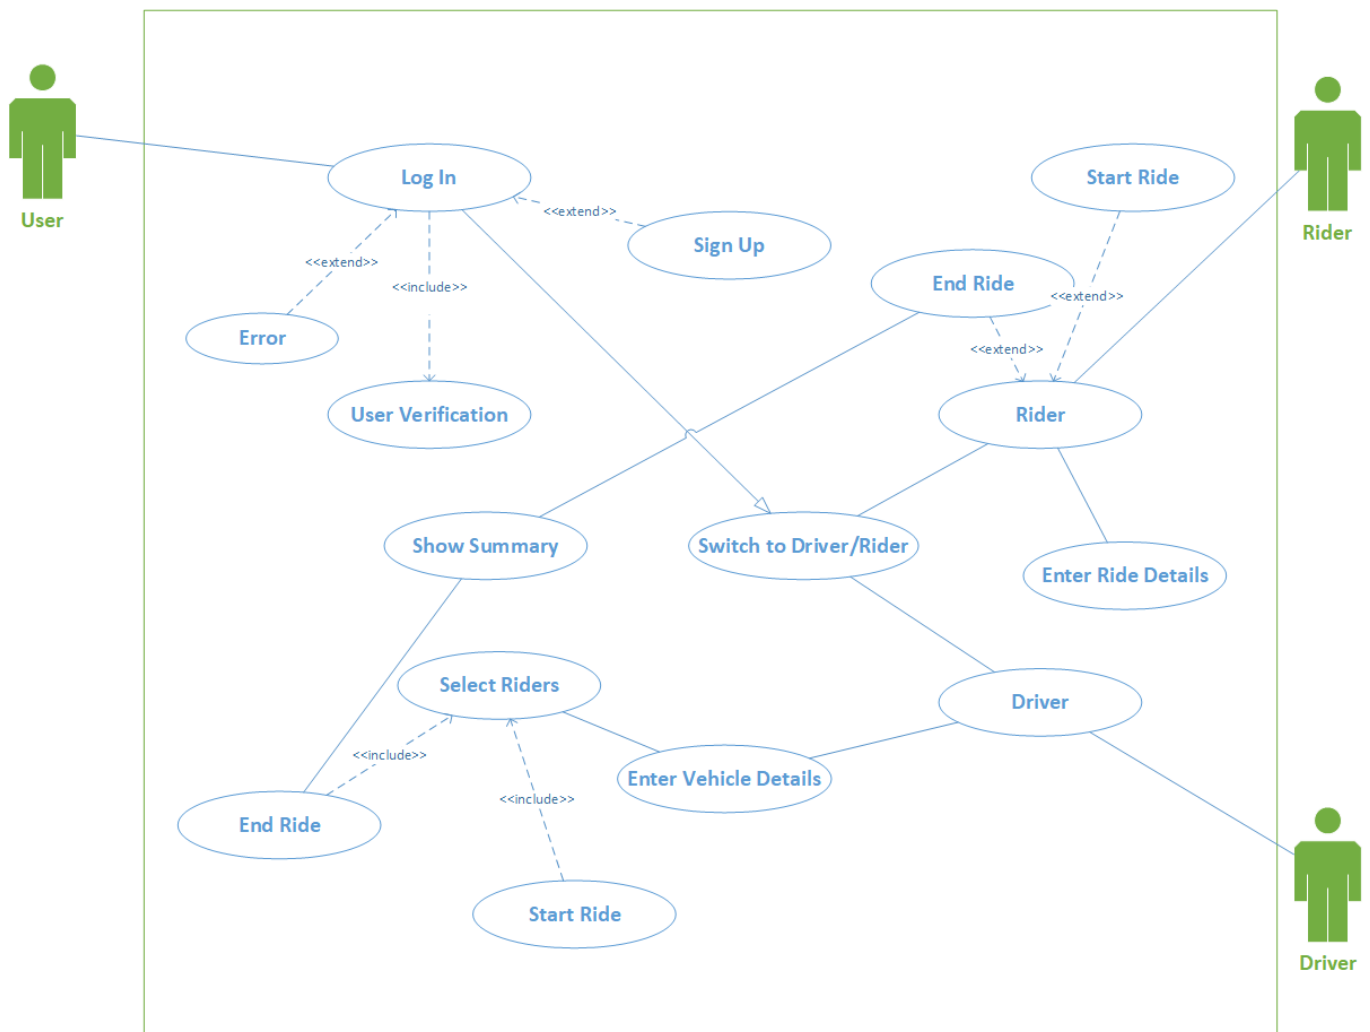 User
Log In
<<extend>>
Sign Up
<<extend>>
<<include>>
Error
User Verification
Start Ride
End Ride
<<extend>>
<<extend>>
Rider
Rider
Show Summary
Switch to Driver/Rider
Enter Ride Details
Select Riders
Driver
<<include>>
Enter Vehicle Details
<<include>>
End Ride
Start Ride
Driver